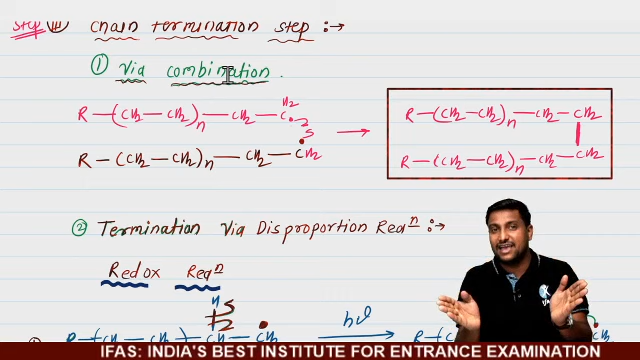 Step (III) Chain termination step :→
① via combination.
R—(CH2—CH2)n—CH2—CH2• → R—(CH2—CH2)n—CH2—CH2
R—(CH2—CH2)n—CH2—•CH2 R—(CH2—CH2)n—CH2—CH2
② Termination via Disproportion Reaⁿ :→
Redox Reaⁿ
H
hν
IFAS: INDIA'S BEST INSTITUTE FOR ENTRANCE EXAMINATION